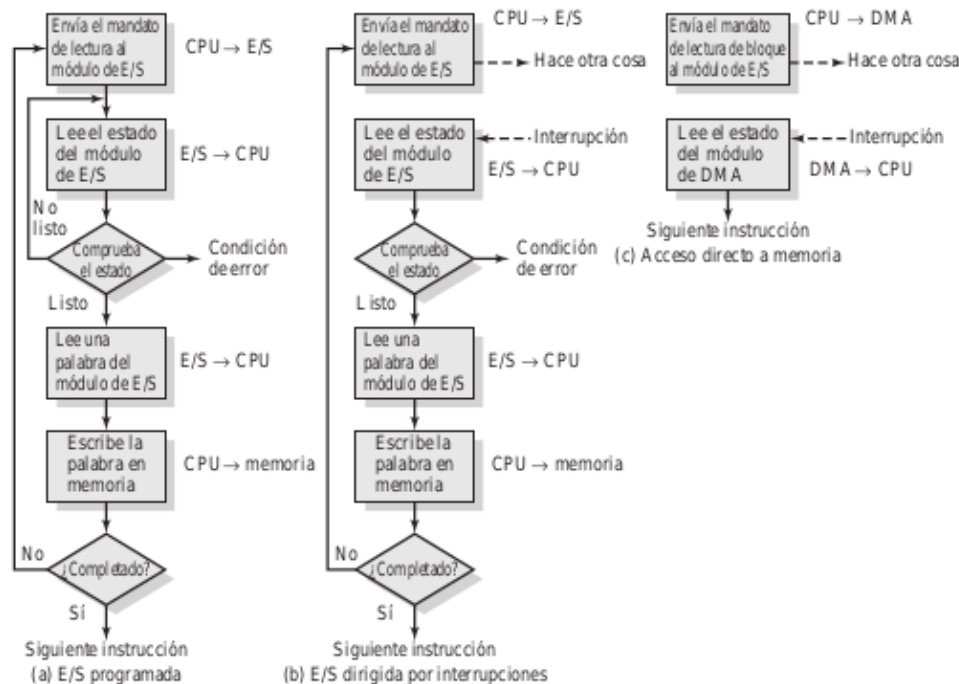 Envía el mandato
de lectura al
módulo de E/S
CPU → E/S
Lee el estado
del módulo
de E/S
E/S → CPU
No
listo
Comprueba
el estado
Condición
de error
Listo
Lee una
palabra del
módulo de E/S
E/S → CPU
Escribe la
palabra en
memoria
CPU → memoria
No
¿Completado?
Sí
Siguiente instrucción
(a) E/S programada
Envía el mandato
de lectura al
módulo de E/S
CPU → E/S
Hace otra cosa
Lee el estado
del módulo
de E/S
Interrupción
E/S → CPU
Comprueba
el estado
Condición
de error
Listo
Lee una
palabra del
módulo de E/S
E/S → CPU
Escribe la
palabra en
memoria
CPU → memoria
No
¿Completado?
Sí
Siguiente instrucción
(b) E/S dirigida por interrupciones
Envía el mandato
de lectura de bloque
al módulo de E/S
CPU → DMA
Hace otra cosa
Lee el estado
del módulo
de DMA
Interrupción
DMA → CPU
Siguiente instrucción
(c) Acceso directo a memoria